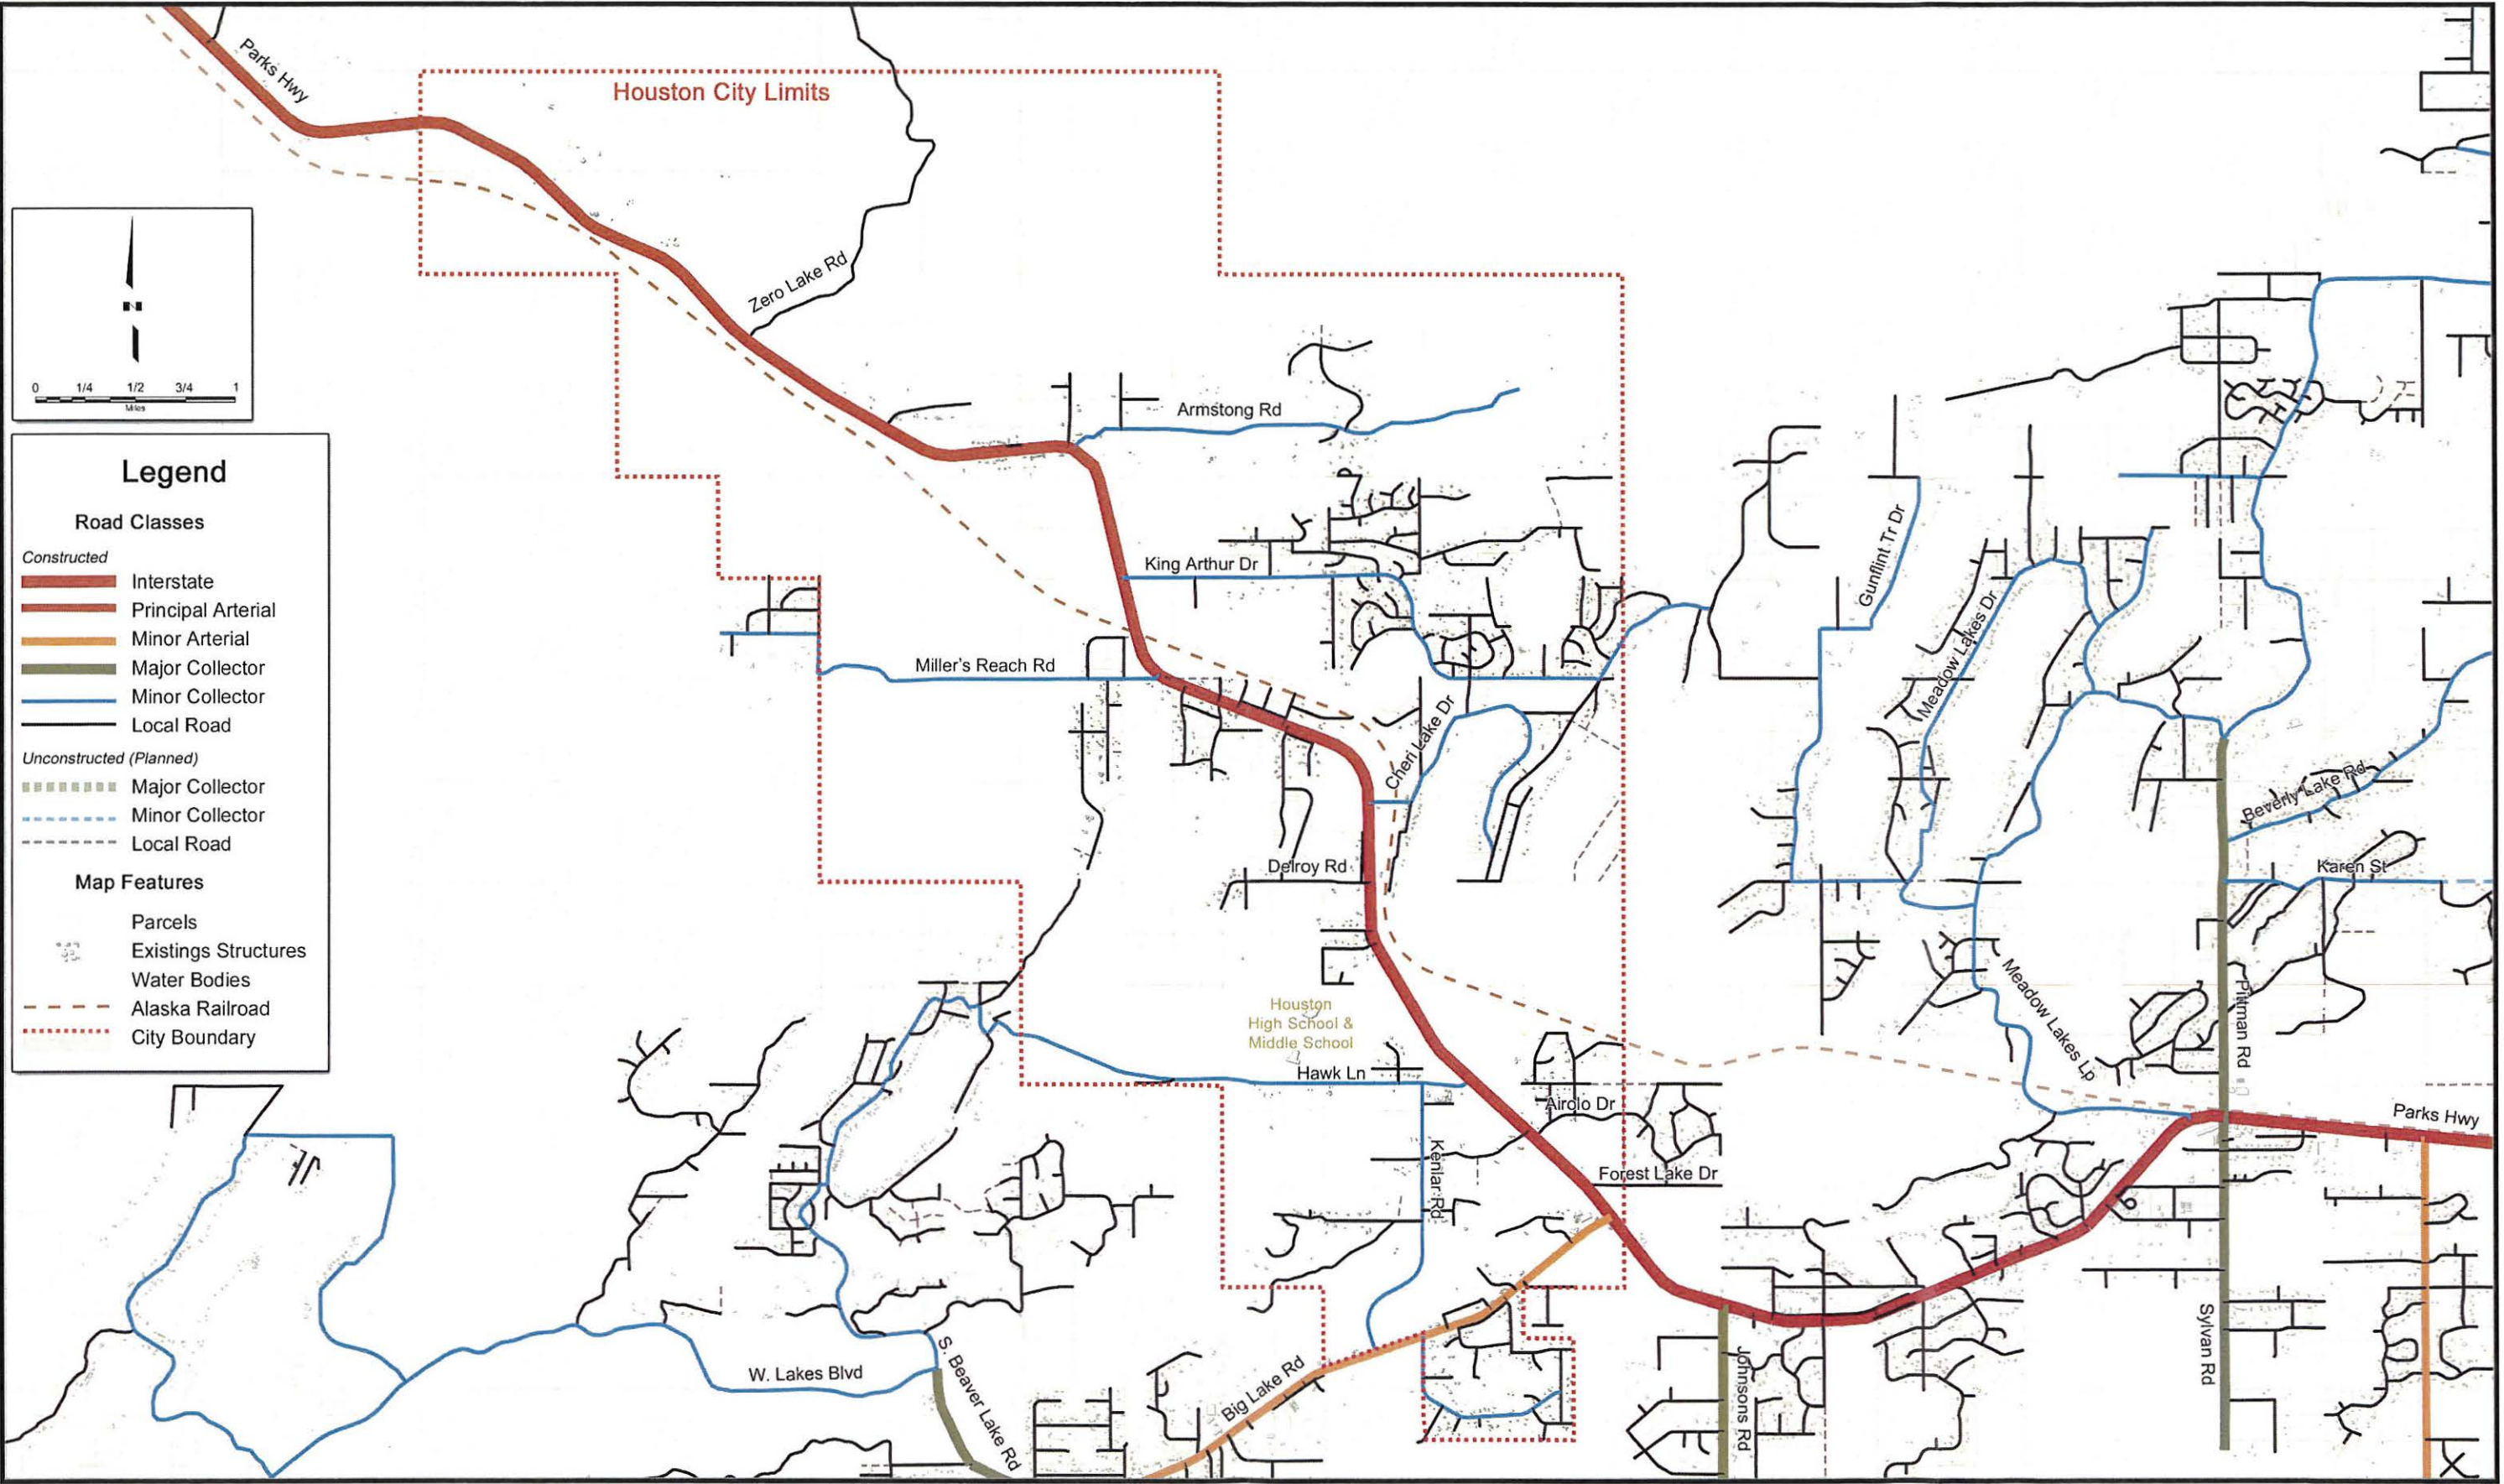 Parks Hwy
Houston City Limits
Zero Lake Rd
0 1/4 1/2 3/4 1
Miles
N
Legend
Road Classes
Constructed
Interstate
Principal Arterial
Minor Arterial
Major Collector
Minor Collector
Local Road
Unconstructed (Planned)
Major Collector
Minor Collector
Local Road
Map Features
Parcels
Existings Structures
Water Bodies
Alaska Railroad
City Boundary
Armstong Rd
King Arthur Dr
Miller's Reach Rd
Cheri Lake Dr
Delroy Rd
Gunflint Tr Dr
Meadow Lakes Dr
Beverly Lake Rd
Karen St
Meadow Lakes Lp
Pittman Rd
Houston
High School &
Middle School
Hawk Ln
Airolo Dr
Kenlar Rd
Forest Lake Dr
Parks Hwy
Sylvan Rd
Johnsons Rd
W. Lakes Blvd
S. Beaver Lake Rd
Big Lake Rd